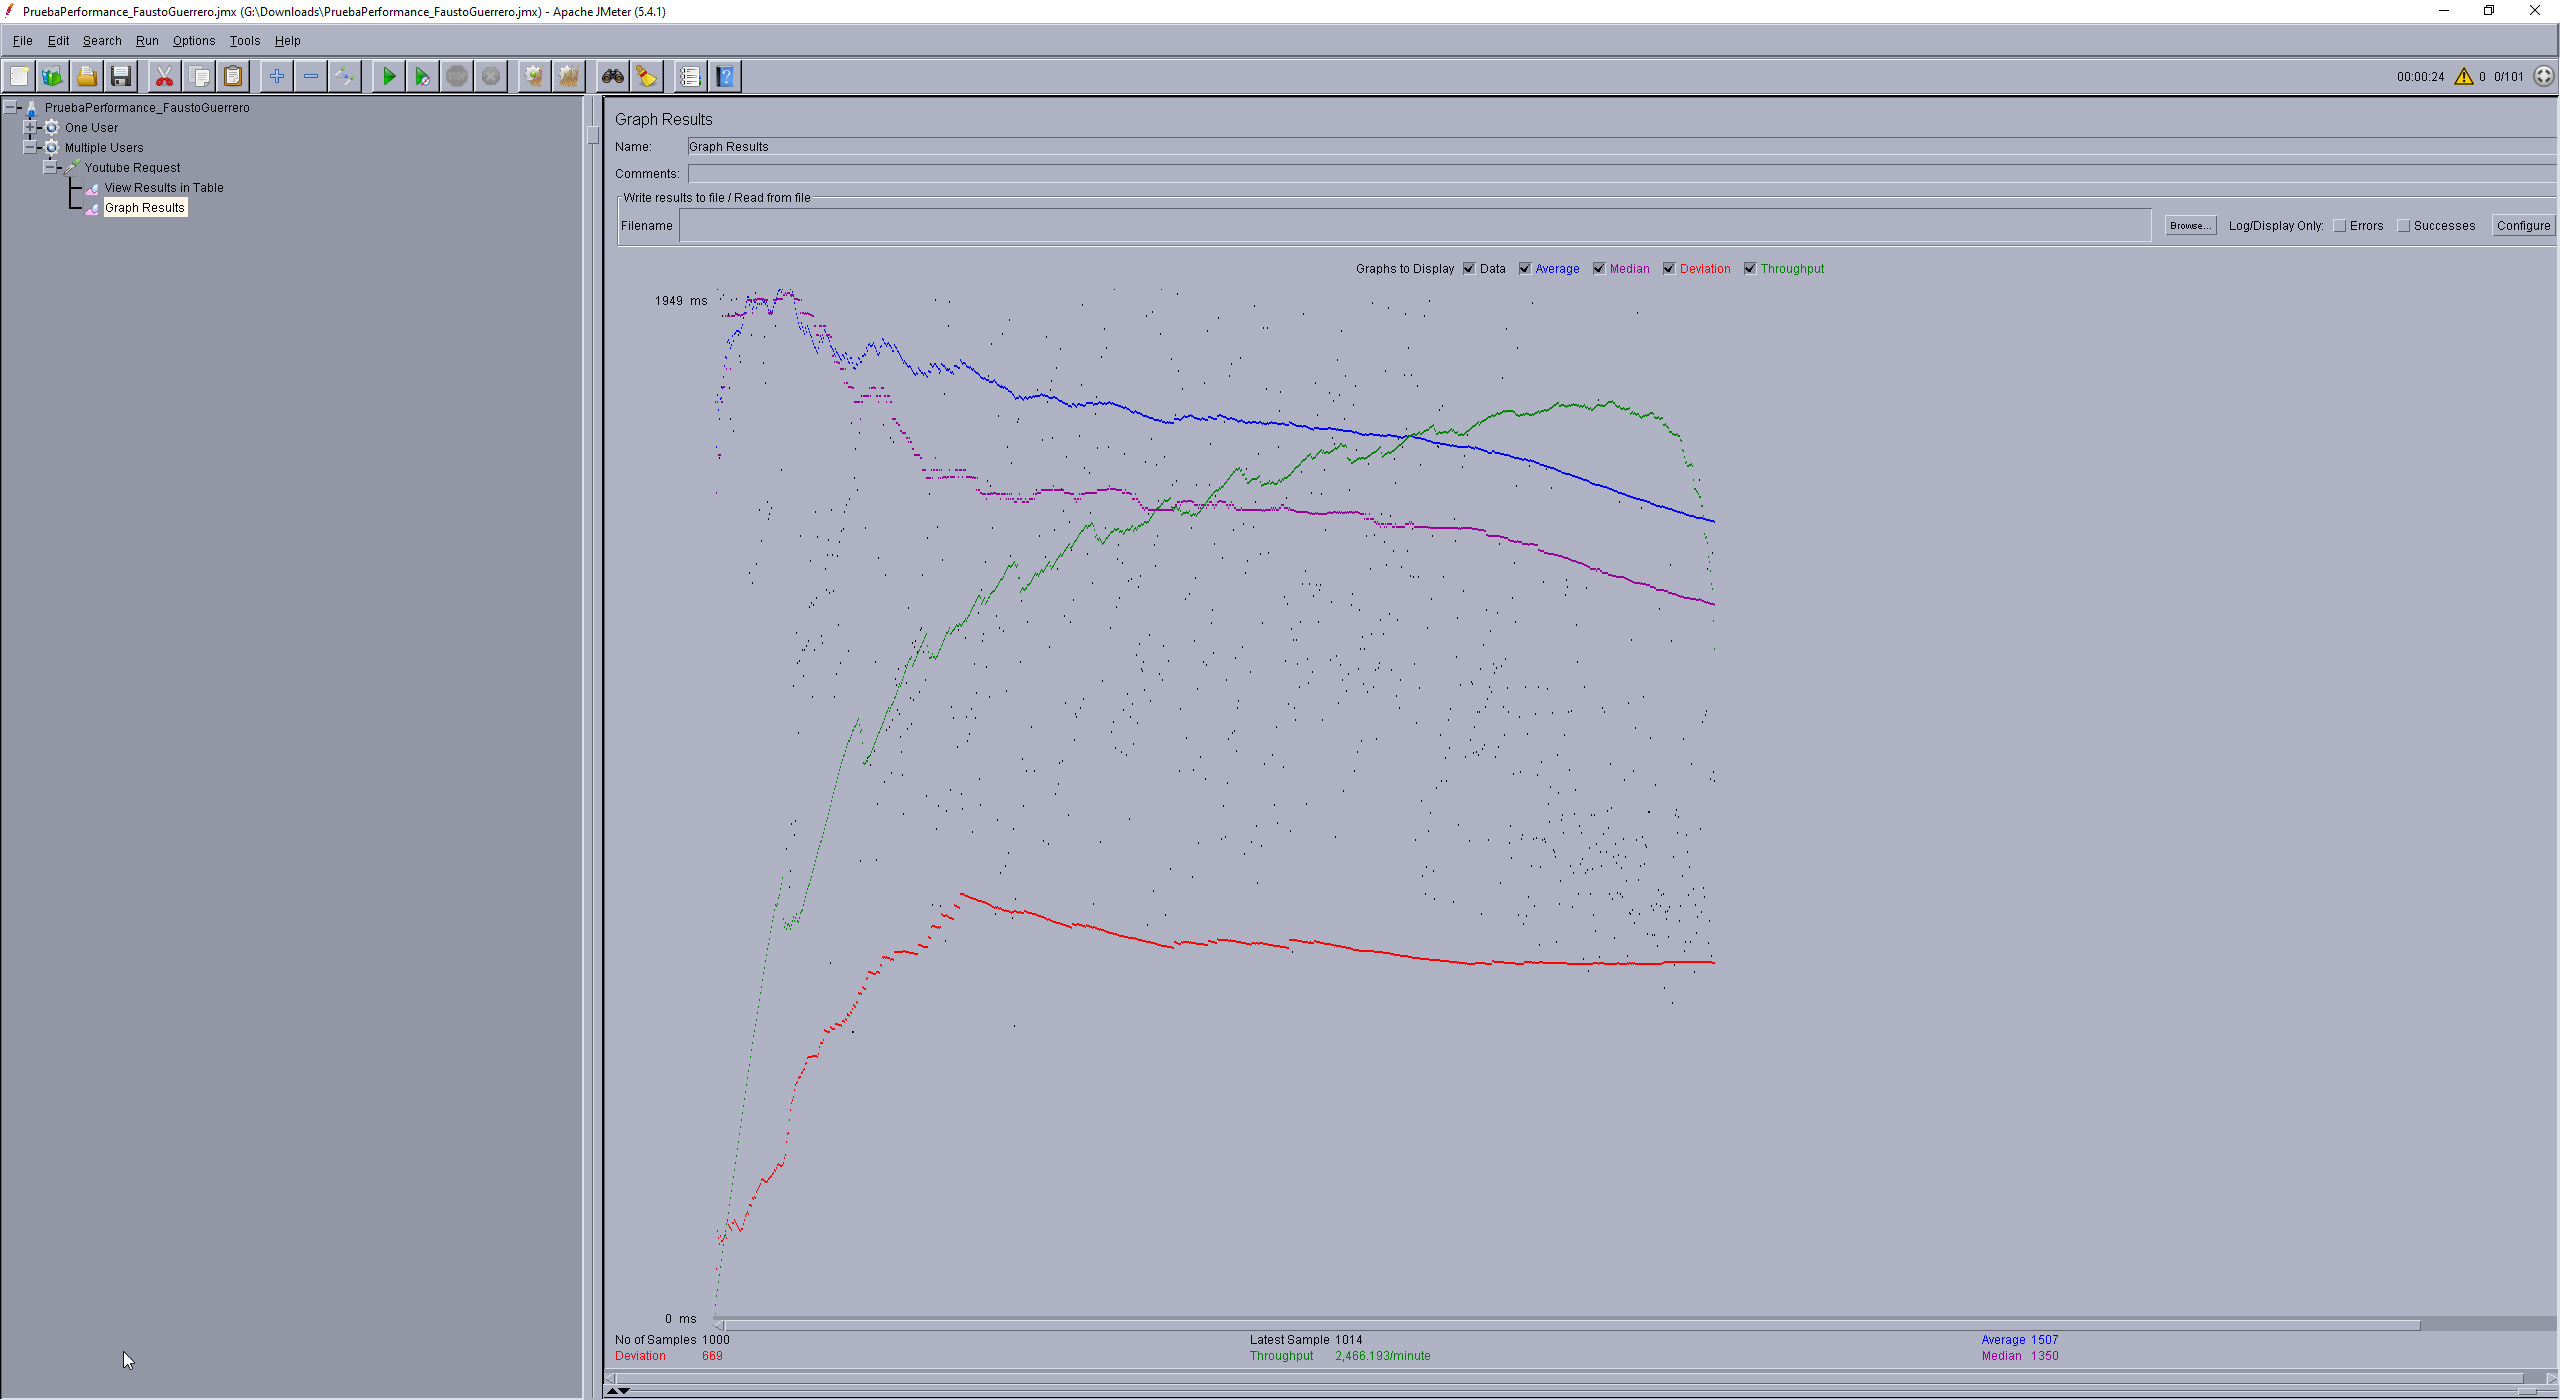 PruebaPerformance_FaustoGuerrero.jmx (G:\Downloads\PruebaPerformance_FaustoGuerrero.jmx) - Apache JMeter (5.4.1)
File Edit Search Run Options Tools Help
STOP
00:00:24 0 0/101
PruebaPerformance_FaustoGuerrero
One User
Multiple Users
Youtube Request
View Results in Table
Graph Results
Graph Results
Name: Graph Results
Comments:
Write results to file / Read from file
Filename Browse... Log/Display Only: Errors Successes Configure
Graphs to Display Data Average Median Deviation Throughput
1949 ms
0 ms
No of Samples 1000 Latest Sample 1014 Average 1507
Deviation 669 Throughput 2,466.193/minute Median 1350